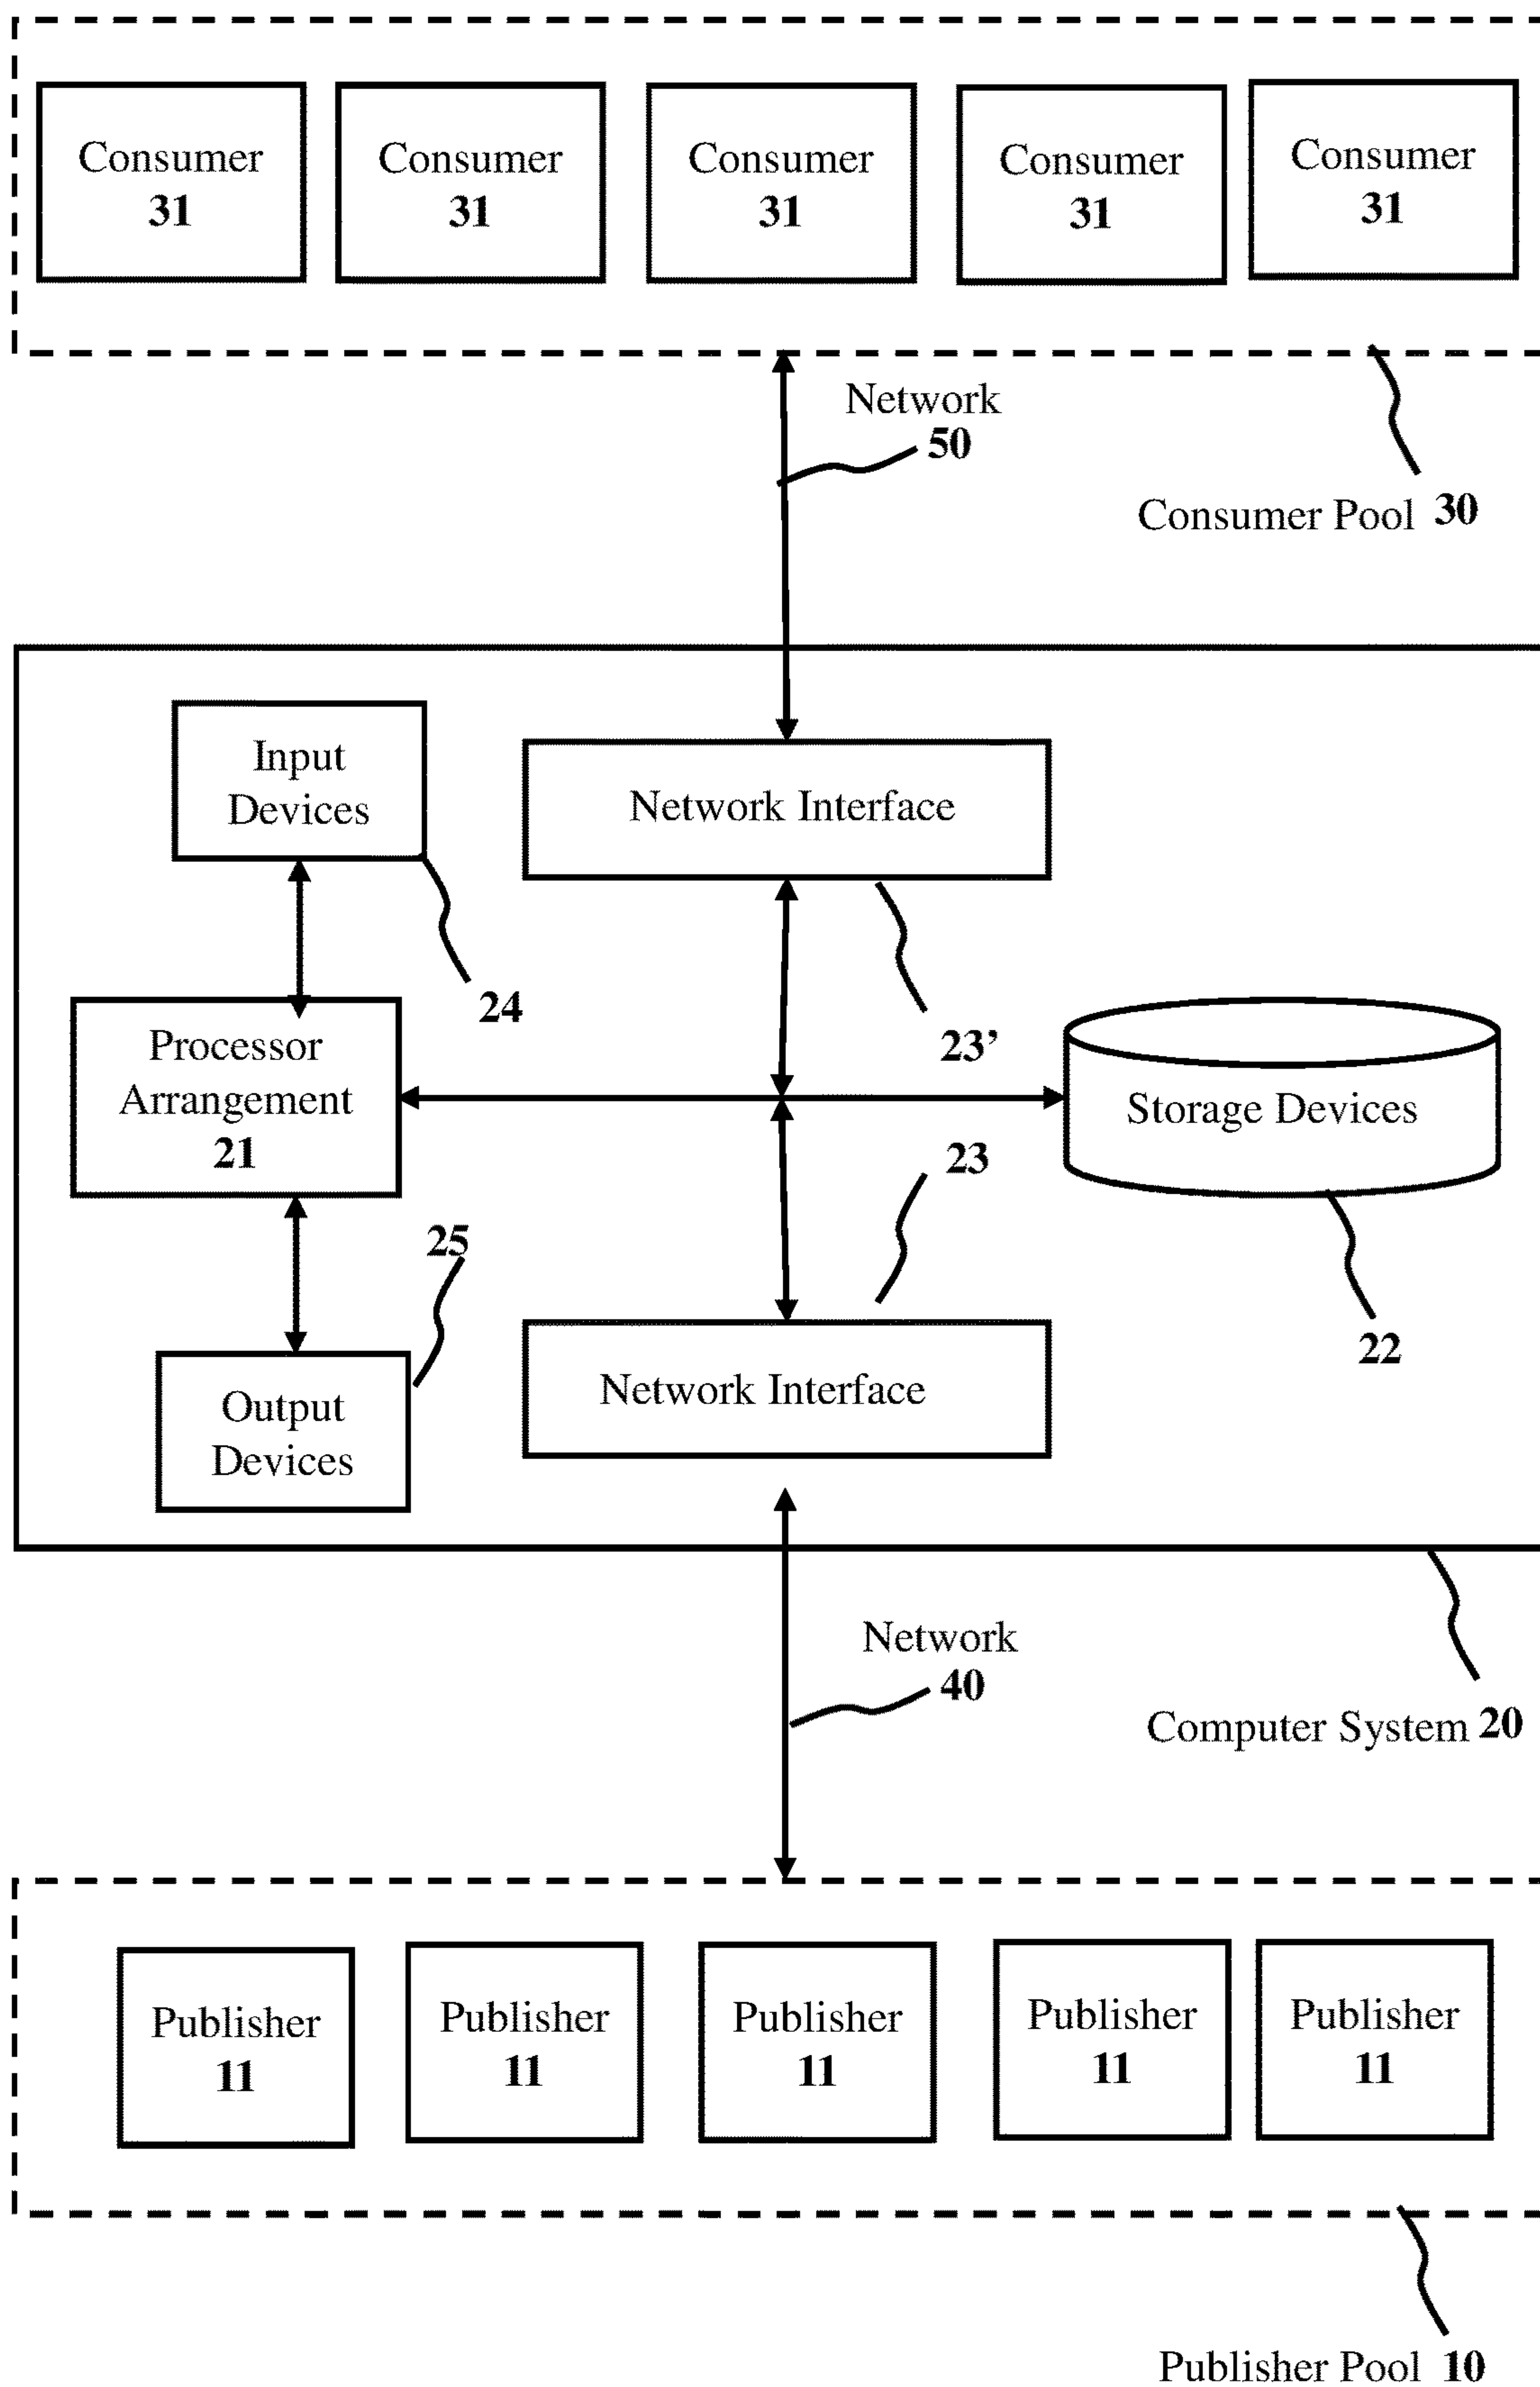 Consumer
31
Consumer
31
Consumer
31
Consumer
31
Consumer
31
Network
50
Consumer Pool 30
Input
Devices
24
Network Interface
23’
Processor
Arrangement
21
Storage Devices
22
23
25
Output
Devices
Network Interface
Network
40
Computer System 20
Publisher
11
Publisher
11
Publisher
11
Publisher
11
Publisher
11
Publisher Pool 10